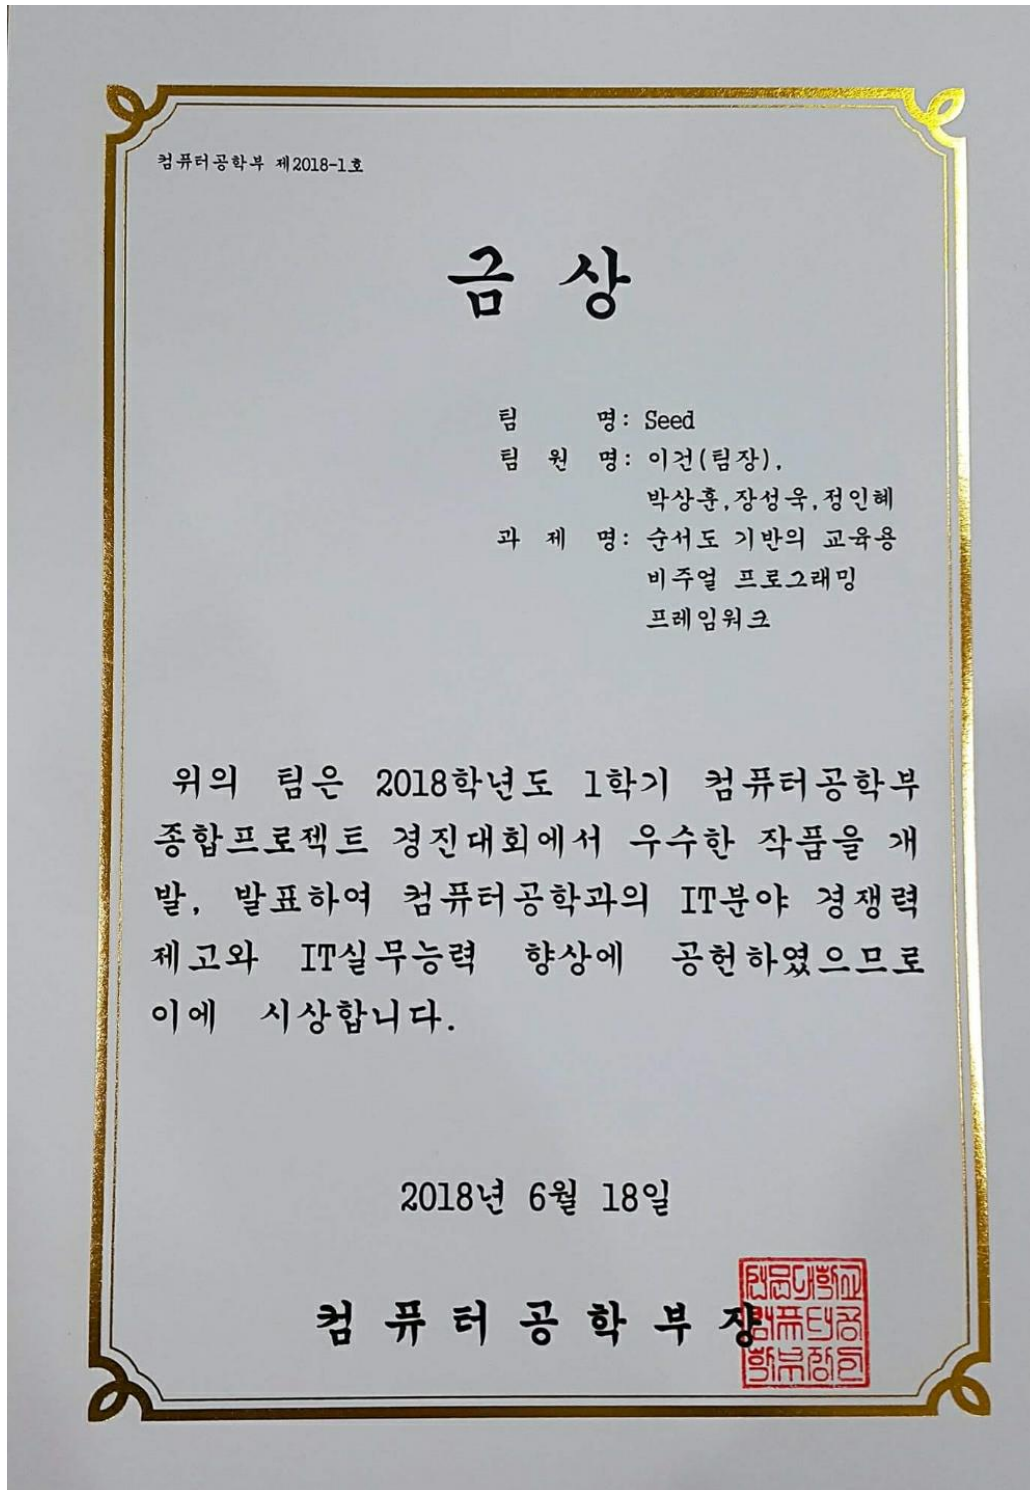 컴퓨터공학부 제2018-1호
금 상
팀 명: Seed
팀 원 명: 이건(팀장),
박상훈,장성욱,정인혜
과 제 명: 순서도 기반의 교육용
비주얼 프로그래밍
프레임워크
위의 팀은 2018학년도 1학기 컴퓨터공학부
종합프로젝트 경진대회에서 우수한 작품을 개
발, 발표하여 컴퓨터공학과의 IT분야 경쟁력
제고와 IT실무능력 향상에 공헌하였으므로
이에 시상합니다.
2018년 6월 18일
컴 퓨 터 공 학 부 장